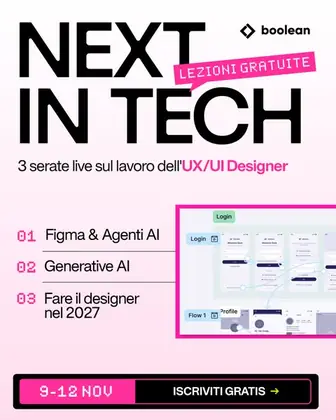 NEXT
boolean
LEZIONI GRATUITE
IN TECH
3 serate live sul lavoro dell'UX/UI Designer
01 Figma & Agenti AI
02 Generative AI
03 Fare il designer
nel 2027
Login
Login
Flow 1
Profile
9-12 NOV
ISCRIVITI GRATIS →